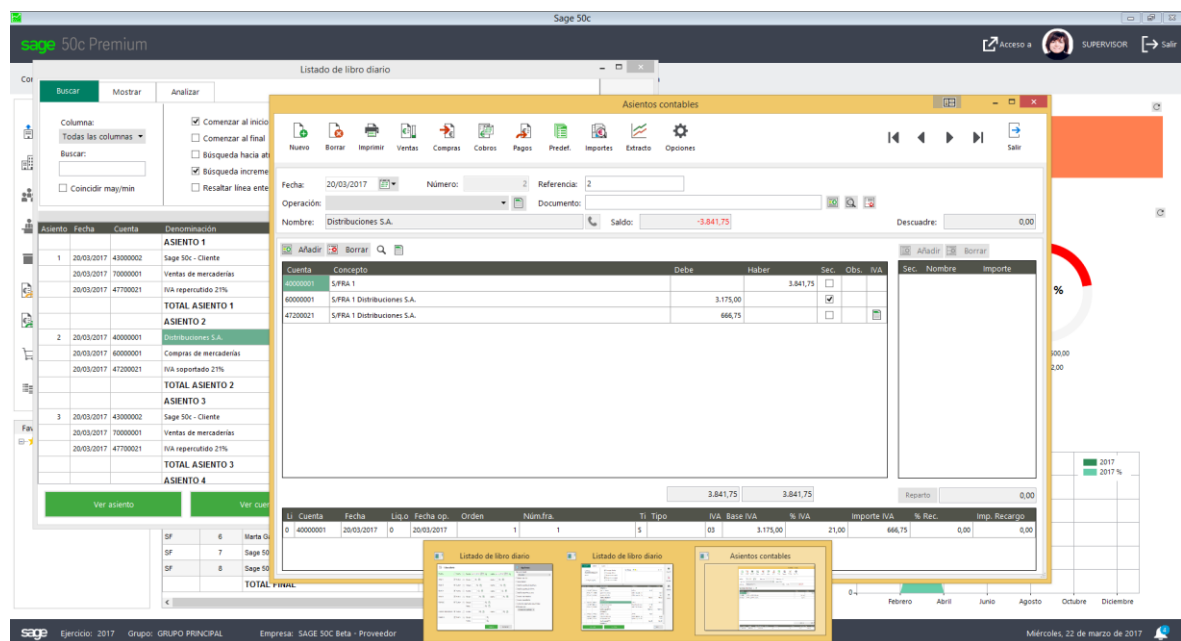 Sage 50c
sage 50c Premium
Acceso a
SUPERVISOR
Salir
Listado de libro diario
Buscar Mostrar Analizar
Columna:
Todas las columnas
Buscar:
Coincidir may/min
Comenzar al inicio
Comenzar al final
Búsqueda hacia
Búsqueda
Resaltar línea
Asiento Fecha Cuenta Denominación
ASIENTO 1
1 20/03/2017 43000002 Sage 50c - Cliente
20/03/2017 70000001 Ventas de mercaderías
20/03/2017 47700021 IVA repercutido 21%
TOTAL ASIENTO 1
ASIENTO 2
2 20/03/2017 40000001 Distribuciones S.A.
20/03/2017 60000001 Compras de mercaderías
20/03/2017 47200021 IVA soportado 21%
TOTAL ASIENTO 2
ASIENTO 3
3 20/03/2017 43000002 Sage 50c - Cliente
20/03/2017 70000001 Ventas de mercaderías
20/03/2017 47700021 IVA repercutido 21%
TOTAL ASIENTO 3
ASIENTO 4
Ver asiento
Ver
SF 6 Marta
SF 7 Sage
SF 8 Sage
TOTAL FINAL
Asientos contables
Nuevo Borrar Imprimir Ventas Compras Cobros Pagos Predef. Importes Extracto Opciones Salir
Fecha: 20/03/2017 Número: 2 Referencia: 2
Operación: Documento:
Nombre: Distribuciones S.A. Saldo: -3.841,75 Descuadre: 0,00
Añadir Borrar
Cuenta Concepto Debe Haber Sec. Obs. IVA
40000001 S/FRA 1 3.841,75
60000001 S/FRA 1 Distribuciones S.A. 3.175,00
47200021 S/FRA 1 Distribuciones S.A. 666,75
3.841,75 3.841,75
Añadir Borrar
Sec. Nombre Importe
Reparto 0,00
Li Cuenta Fecha Liq.o Fecha op. Orden Núm.fra. Ti Tipo IVA Base IVA % IVA Importe IVA % Rec. Imp. Recargo
0 40000001 20/03/2017 0 20/03/2017 1 1 S 03 3.175,00 21,00 666,75 0,00 0,00
Listado de libro diario
Listado de libro diario
Asientos contables
%
2017
2017 %
0
Febrero Abril Junio Agosto Octubre Diciembre
sage Ejercicio: 2017 Grupo: GRUPO PRINCIPAL Empresa: SAGE 50C Beta - Proveedor
Miércoles, 22 de marzo de 2017